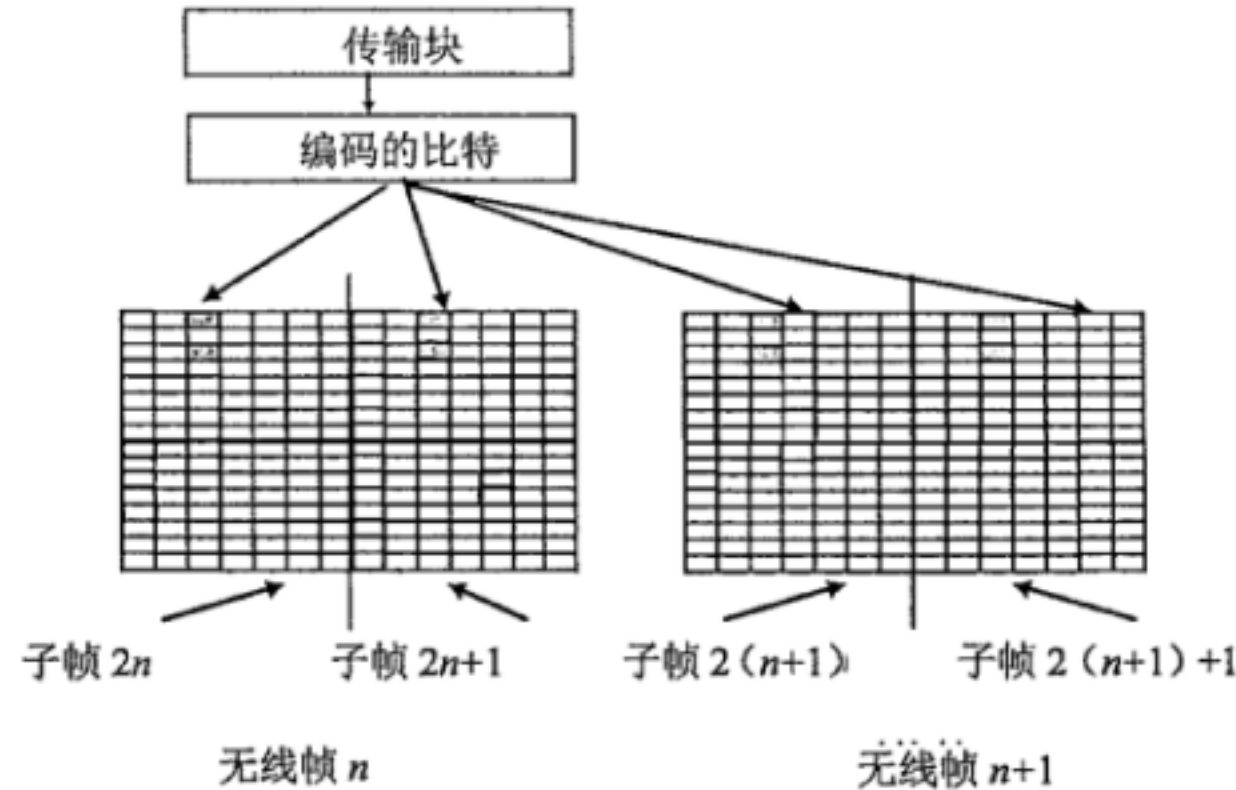 传输块
编码的比特
子帧 2n 子帧 2n+1 子帧 2（n+1） 子帧 2（n+1）+1
无线帧 n 无线帧 n+1